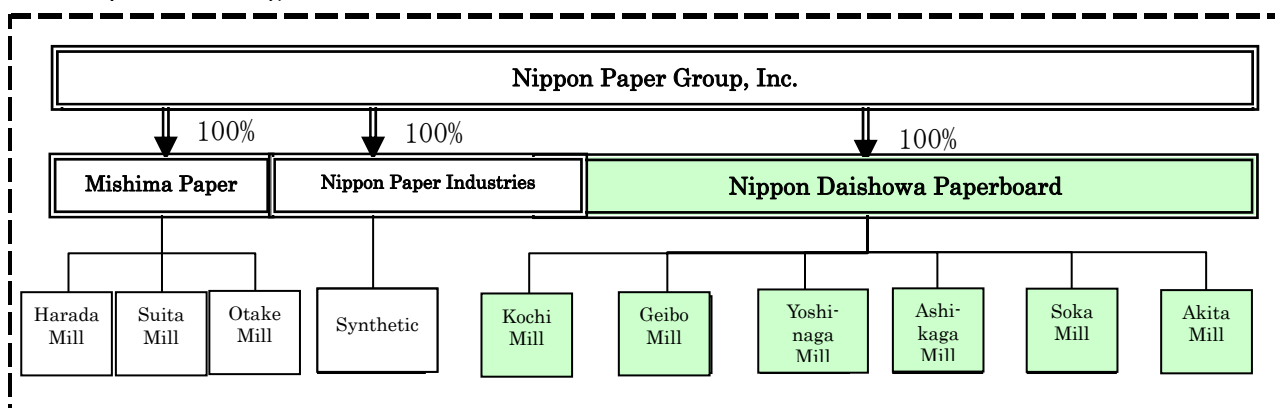 Nippon Paper Group, Inc.
100%
100%
100%
Mishima Paper
Nippon Paper Industries
Nippon Daishowa Paperboard
Harada
Mill
Suita
Mill
Otake
Mill
Synthetic
Kochi
Mill
Geibo
Mill
Yoshi-
naga
Mill
Ashi-
kaga
Mill
Soka
Mill
Akita
Mill